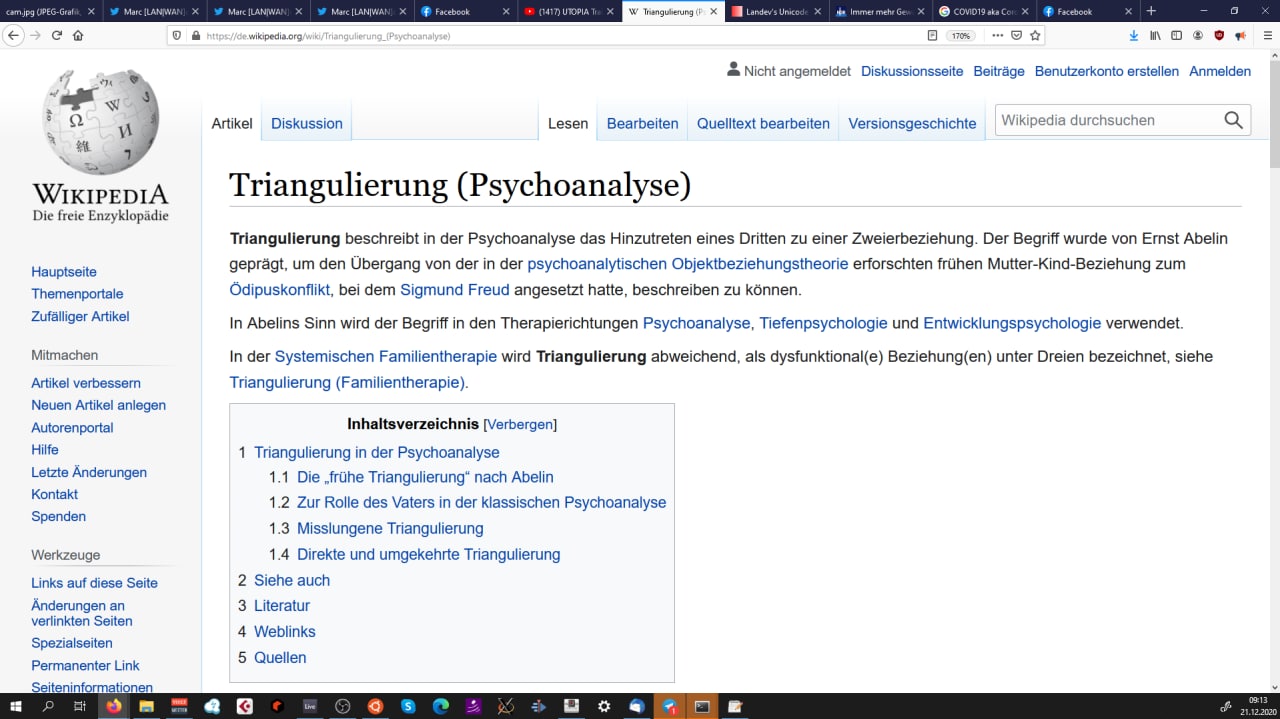 cam.jpg (JPEG-Grafik,
Marc [LAN|WAN]
Marc [LAN|WAN]
Marc [LAN|WAN]
Facebook
(1417) UTOPIA Tra
Triangulierung (Ps
Landev's Unicode
Immer mehr Gew
COVID19 aka Coro
Facebook
https://de.wikipedia.org/wiki/Triangulierung_(Psychoanalyse)
170%
Nicht angemeldet Diskussionsseite Beiträge Benutzerkonto erstellen Anmelden
Artikel Diskussion Lesen Bearbeiten Quelltext bearbeiten Versionsgeschichte Wikipedia durchsuchen
WIKIPEDIA
Die freie Enzyklopädie
Hauptseite
Themenportale
Zufälliger Artikel
Mitmachen
Artikel verbessern
Neuen Artikel anlegen
Autorenportal
Hilfe
Letzte Änderungen
Kontakt
Spenden
Werkzeuge
Links auf diese Seite
Änderungen an
verlinkten Seiten
Spezialseiten
Permanenter Link
Seiteninformationen
Triangulierung (Psychoanalyse)
Triangulierung beschreibt in der Psychoanalyse das Hinzutreten eines Dritten zu einer Zweierbeziehung. Der Begriff wurde von Ernst Abelin
geprägt, um den Übergang von der in der psychoanalytischen Objektbeziehungstheorie erforschten frühen Mutter-Kind-Beziehung zum
Ödipuskonflikt, bei dem Sigmund Freud angesetzt hatte, beschreiben zu können.
In Abelins Sinn wird der Begriff in den Therapierichtungen Psychoanalyse, Tiefenpsychologie und Entwicklungspsychologie verwendet.
In der Systemischen Familientherapie wird Triangulierung abweichend, als dysfunktional(e) Beziehung(en) unter Dreien bezeichnet, siehe
Triangulierung (Familientherapie).
Inhaltsverzeichnis [Verbergen]
1 Triangulierung in der Psychoanalyse
1.1 Die „frühe Triangulierung“ nach Abelin
1.2 Zur Rolle des Vaters in der klassischen Psychoanalyse
1.3 Misslungene Triangulierung
1.4 Direkte und umgekehrte Triangulierung
2 Siehe auch
3 Literatur
4 Weblinks
5 Quellen
Live
09:13
21.12.2020